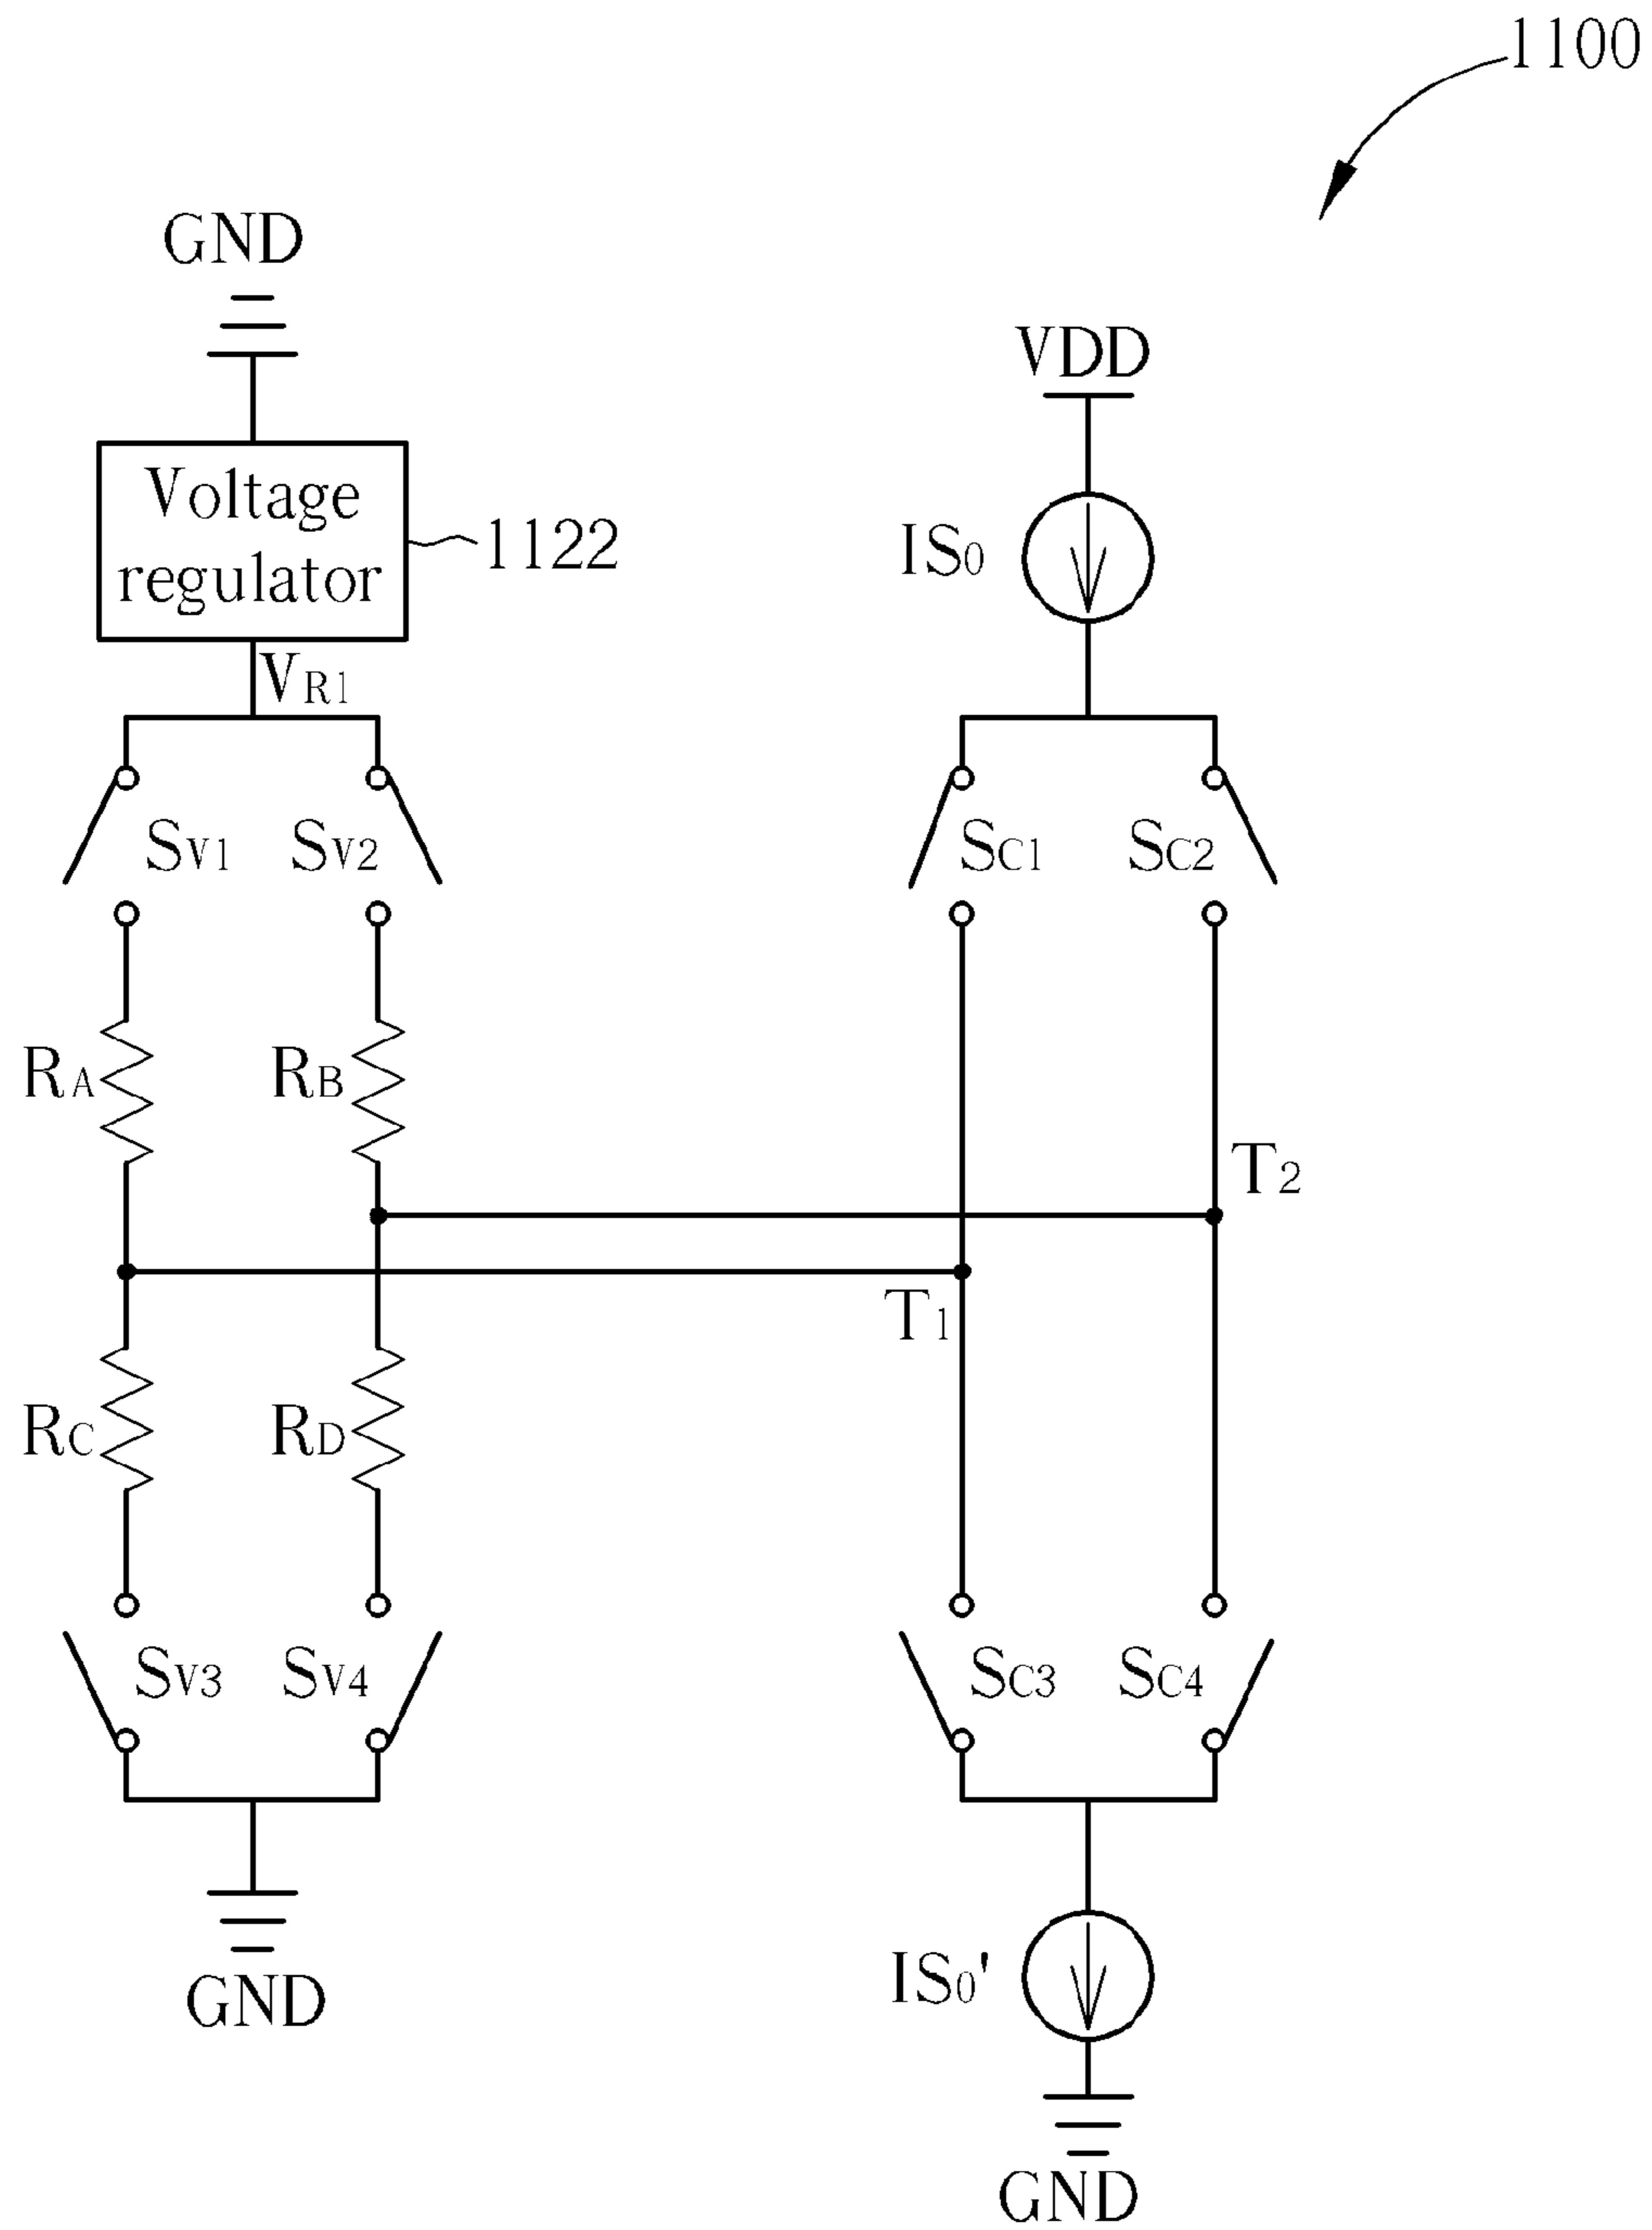 1100
GND
VDD
Voltage
regulator
1122
IS0
VR1
SV1
SV2
SC1
SC2
RA
RB
T2
T1
RC
RD
SV3
SV4
SC3
SC4
IS0'
GND
GND